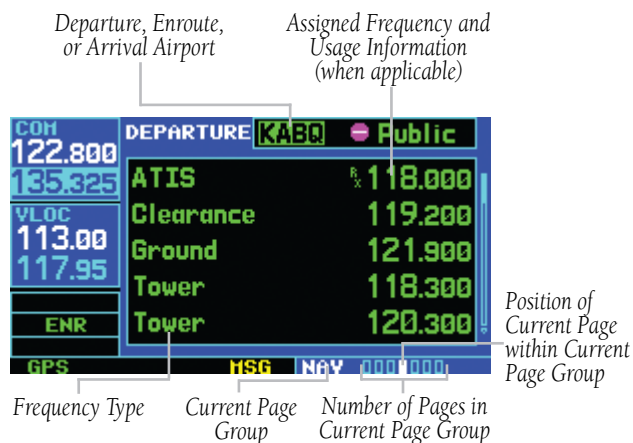 Departure, Enroute,
or Arrival Airport
Assigned Frequency and
Usage Information
(when applicable)
COM
122.800
135.325
VLOC
113.00
117.95
ENR
GPS
DEPARTURE KABQ Public
ATIS Rx 118.000
Clearance 119.200
Ground 121.900
Tower 118.300
Tower 120.300
MSG NAV
Position of
Current Page
within Current
Page Group
Frequency Type
Current Page
Group
Number of Pages in
Current Page Group